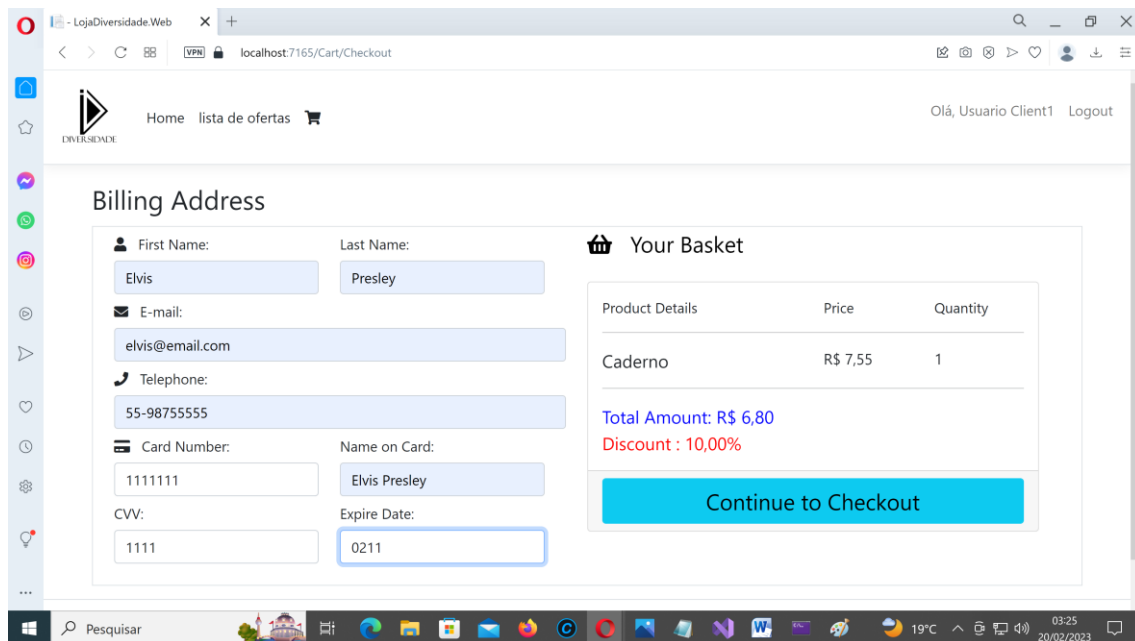 - LojaDiversidade.Web
VPN localhost:7165/Cart/Checkout
DIVERSIDADE
Home lista de ofertas
Olá, Usuario Client1 Logout
Billing Address
First Name: Last Name:
Elvis Presley
E-mail:
elvis@email.com
Telephone:
55-98755555
Card Number: Name on Card:
1111111 Elvis Presley
CVV: Expire Date:
1111 0211
Your Basket
Product Details Price Quantity
Caderno R$ 7,55 1
Total Amount: R$ 6,80
Discount : 10,00%
Continue to Checkout
Pesquisar
19°C
03:25
20/02/2023